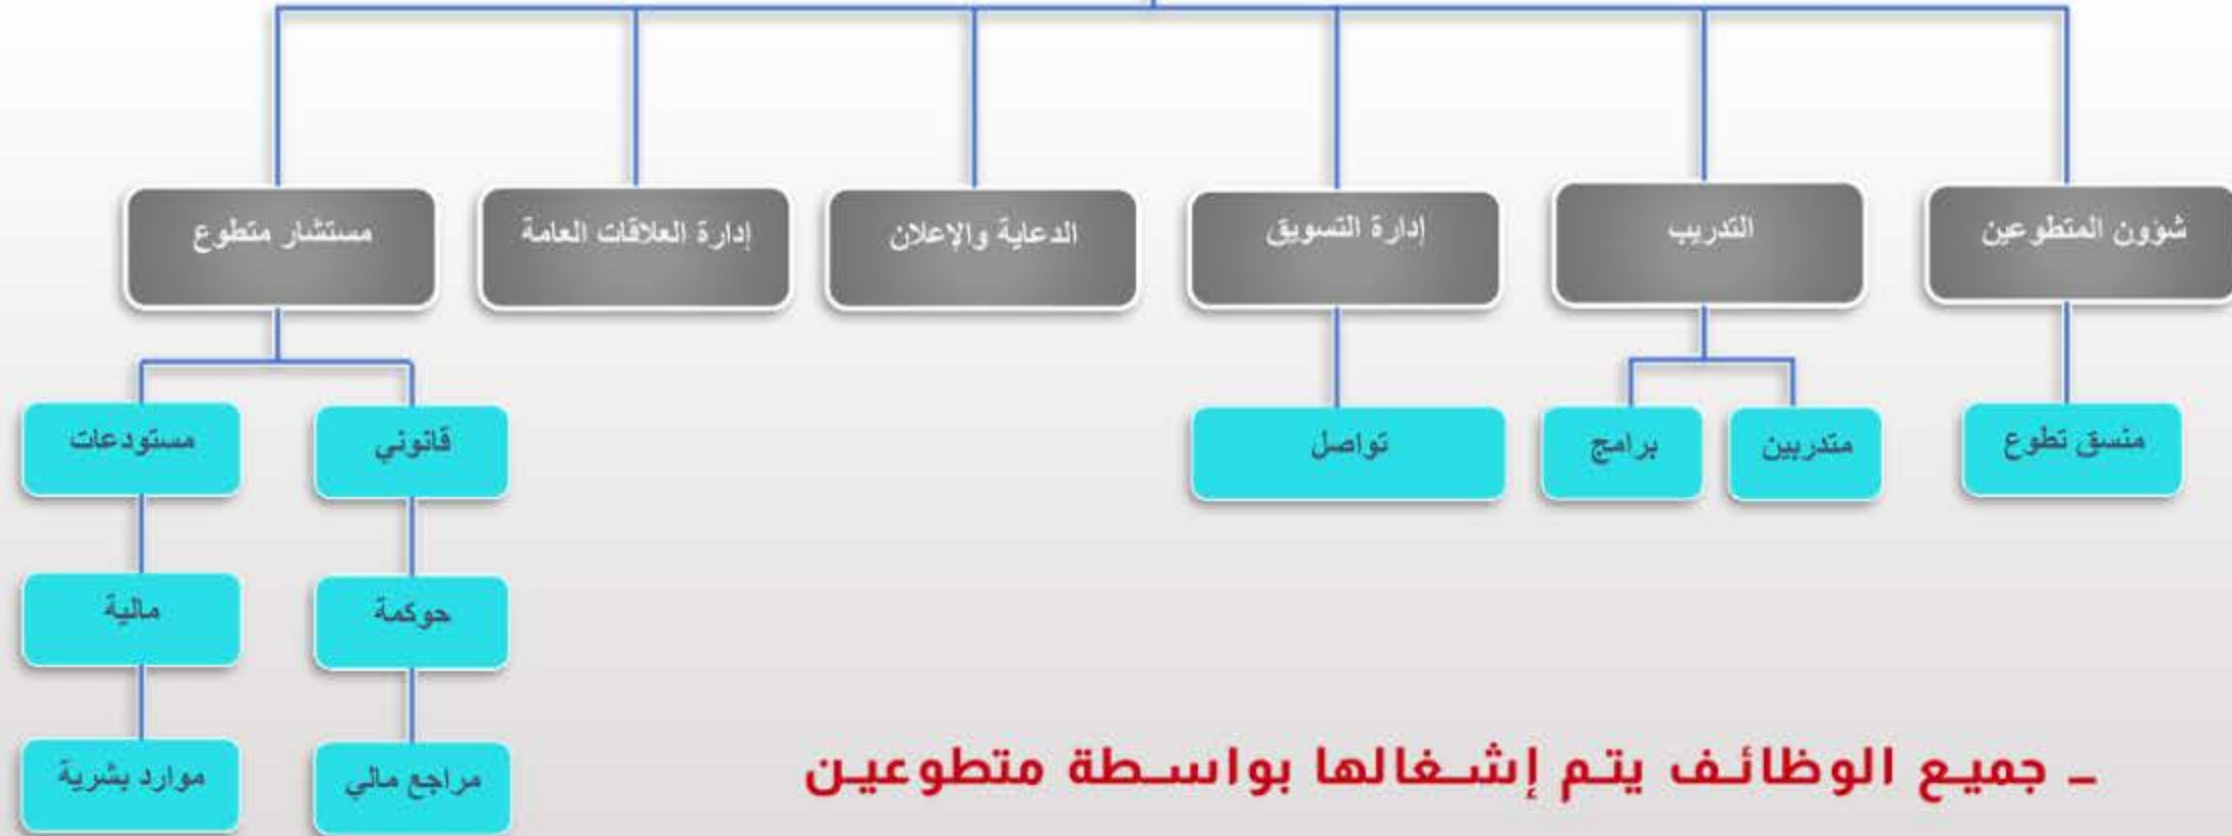 شؤون المتطوعين
التدريب
إدارة التسويق
الدعاية والإعلان
إدارة العلاقات العامة
مستشار متطوع
منسق تطوع
متدربين
برامج
تواصل
قانوني
مستودعات
حوكمة
مالية
مراجع مالي
موارد بشرية
- جميع الوظائف يتم إشغالها بواسطة متطوعين